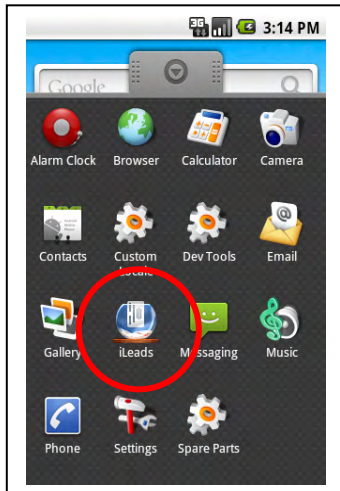 3G 3:14 PM
Google
Alarm Clock Browser Calculator Camera
Contacts Custom Locale Dev Tools Email
Gallery iLeads Messaging Music
Phone Settings Spare Parts